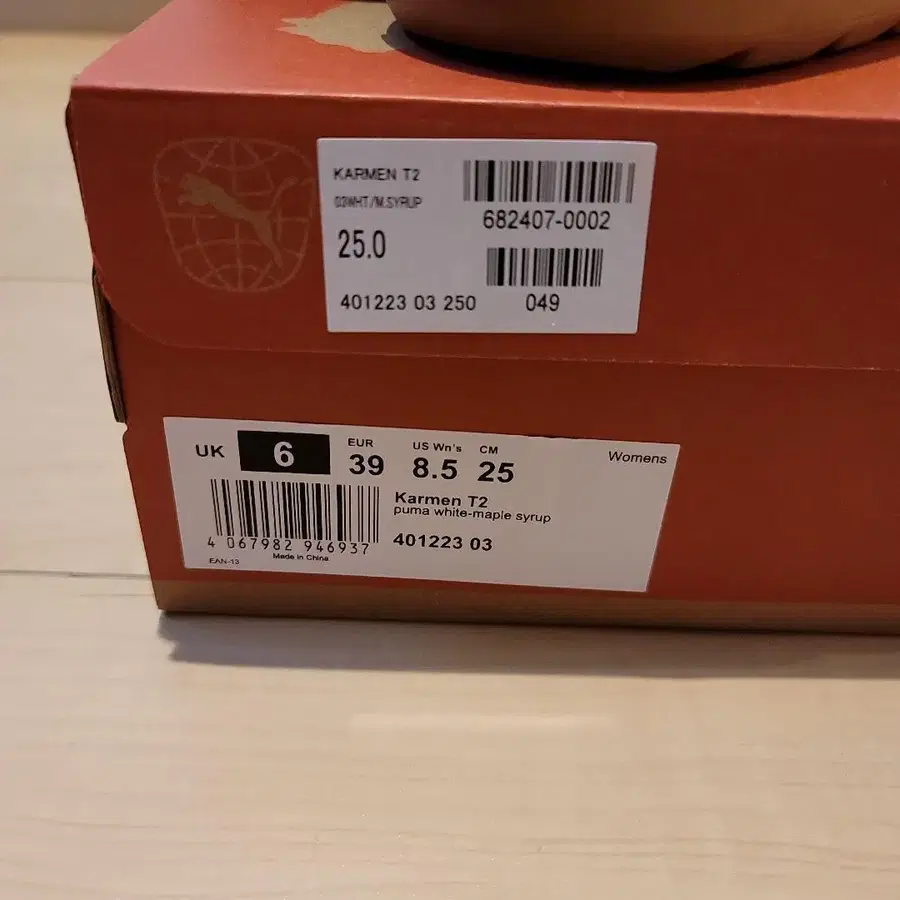 KARMEN T2
03WHT/M.SYRUP
682407-0002
25.0
401223 03 250
049
UK 6 EUR 39 US Wn's 8.5 CM 25
Womens
Karmen T2
puma white-maple syrup
401223 03
4 067982 946937
EAN-13
Made in China